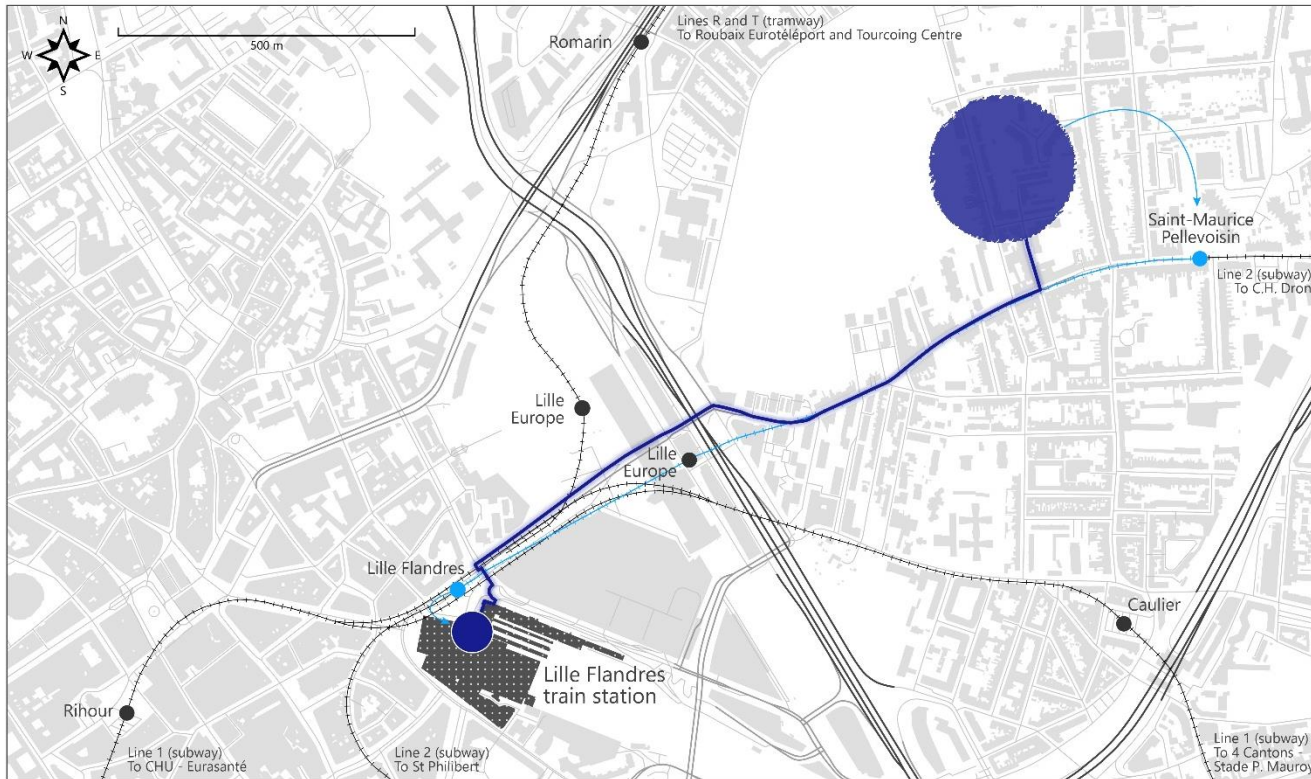 N
W
E
S
500 m
Romarin
Lines R and T (tramway)
To Roubaix Eurotéléport and Tourcoing Centre
Saint-Maurice
Pellevoisin
Line 2 (subway)
To C.H. Dron
Lille
Europe
Lille
Europe
Lille Flandres
Caulier
Lille Flandres
train station
Rihour
Line 1 (subway)
To CHU - Eurasanté
Line 2 (subway)
To St Philibert
Line 1 (subway)
To 4 Cantons -
Stade P. Mauroy